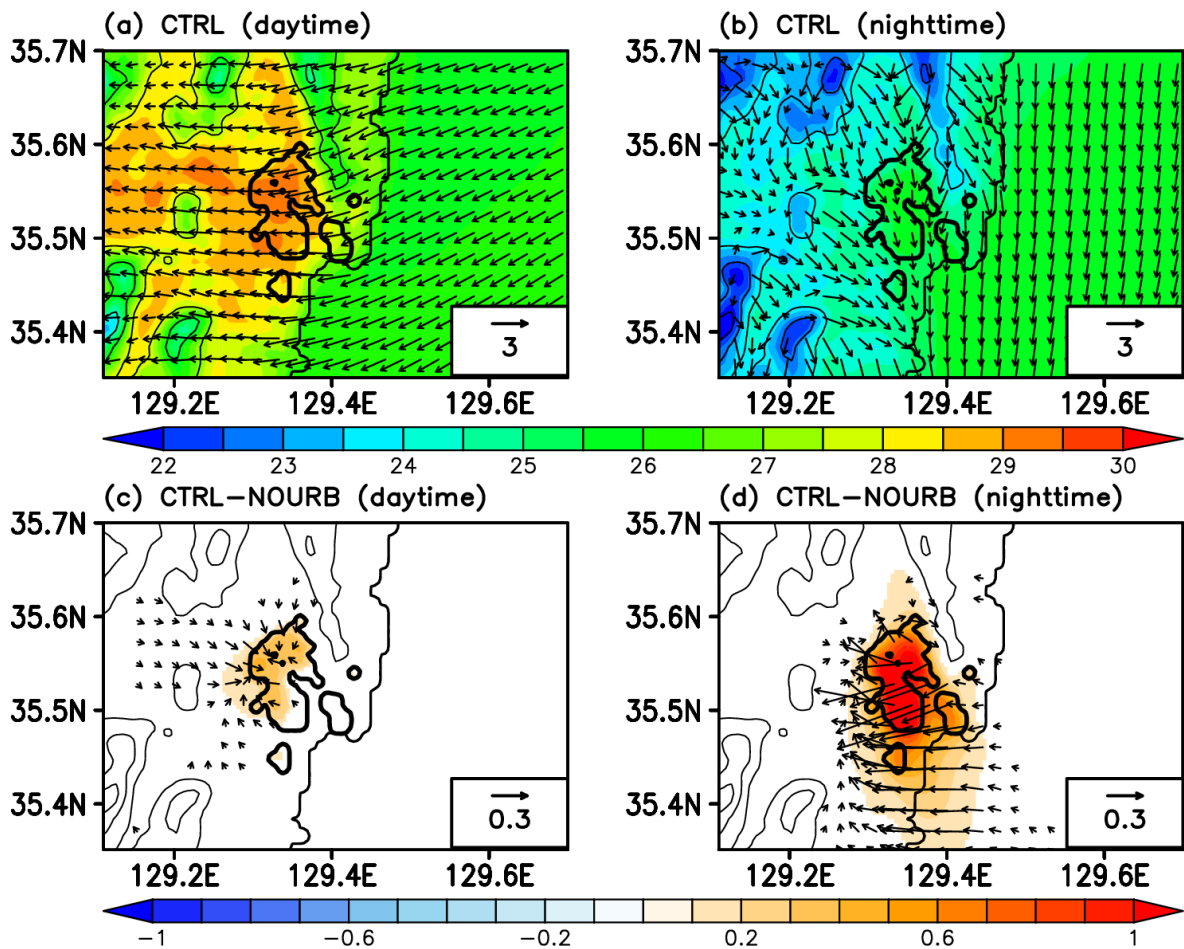 (a) CTRL (daytime)
35.7N
35.6N
35.5N
35.4N
129.2E 129.4E 129.6E
3
(b) CTRL (nighttime)
35.7N
35.6N
35.5N
35.4N
129.2E 129.4E 129.6E
3
22 23 24 25 26 27 28 29 30
(c) CTRL−NOURB (daytime)
35.7N
35.6N
35.5N
35.4N
129.2E 129.4E 129.6E
0.3
(d) CTRL−NOURB (nighttime)
35.7N
35.6N
35.5N
35.4N
129.2E 129.4E 129.6E
0.3
−1 −0.6 −0.2 0.2 0.6 1